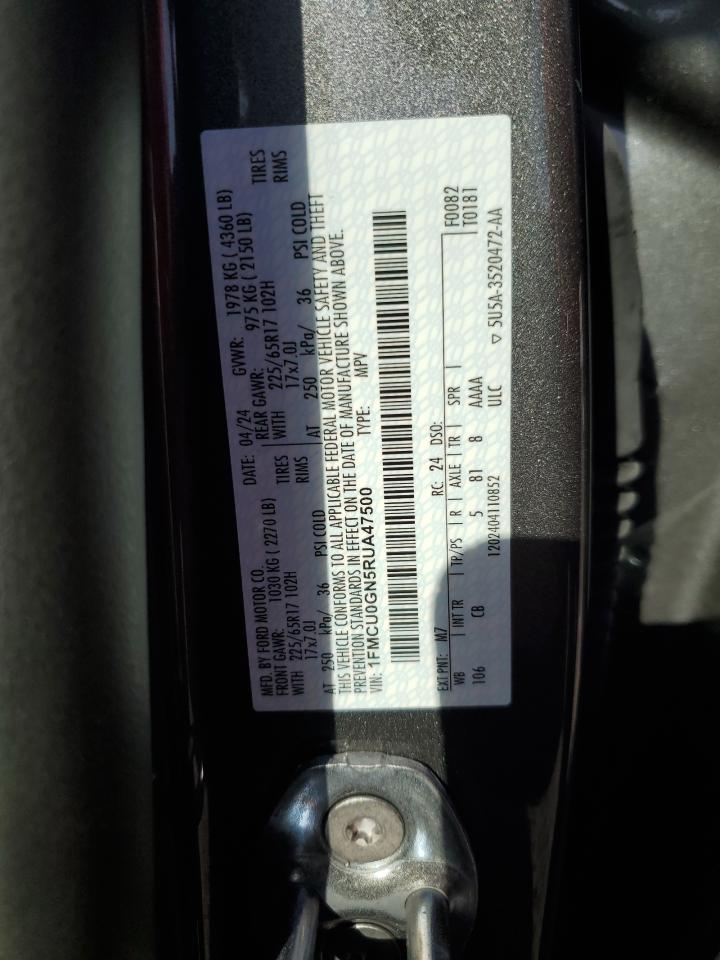 MFD. BY FORD MOTOR CO. DATE: 04/24 GVWR: 1978 KG ( 4360 LB)
FRONT GAWR: 1030 KG ( 2270 LB) REAR GAWR: 975 KG ( 2150 LB)
WITH 225/65R17 102H TIRES WITH 225/65R17 102H TIRES
17x7.0J RIMS 17x7.0J RIMS
AT 250 kPa/ 36 PSI COLD AT 250 kPa/ 36 PSI COLD
THIS VEHICLE CONFORMS TO ALL APPLICABLE FEDERAL MOTOR VEHICLE SAFETY AND THEFT
PREVENTION STANDARDS IN EFFECT ON THE DATE OF MANUFACTURE SHOWN ABOVE.
VIN: 1FMCU0GN5RUA47500 TYPE: MPV
EXT PNT: M7 RC: 24 DSO: F0082
WB INT TR TP/PS R AXLE TR SPR T0181
106 CB 5 81 8 AAAA
1202404110852 ULC
▽ 5U5A-3520472-AA